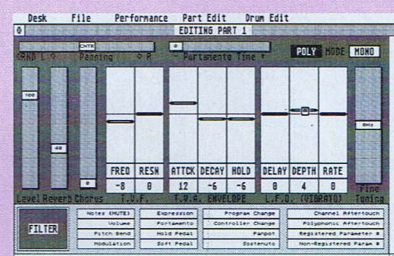 Desk File Performance Part Edit Drum Edit
EDITING PART 1
CNTR 0
<RND L Panning R - Portamento Time + POLY MODE MONO
100
0Hz
40
0
FREQ RESN ATTCK DECAY HOLD DELAY DEPTH RATE
-8 0 12 -6 -6 0 4 0
Level Reverb Chorus T.V.F. T.V.A. ENVELOPE L.F.O. (VIBRATO) Fine Tuning
FILTER
Notes (MUTE) Expression Program Change Channel Aftertouch
Volume Portamento Controller Change Polyphonic Aftertouch
Pitch Bend Hold Pedal Panpot Registered Parameter #
Modulation Soft Pedal Sostenuto Non-Registered Param #